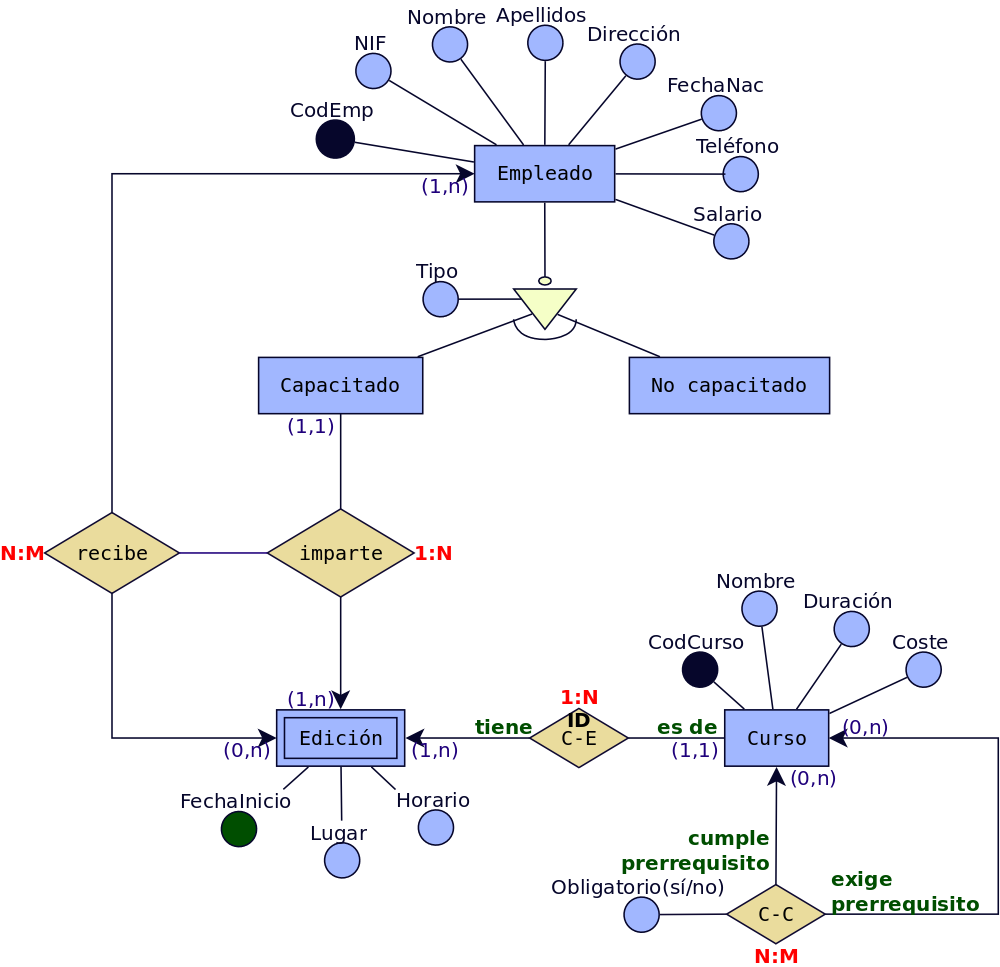 Nombre
Apellidos
Dirección
NIF
FechaNac
CodEmp
Teléfono
Empleado
(1,n)
Salario
Tipo
Capacitado
No capacitado
(1,1)
N:M
recibe
imparte
1:N
Nombre
Duración
CodCurso
Coste
(1,n)
1:N
ID
C-E
tiene
es de
(0,n)
Edición
(1,n)
(1,1)
Curso
(0,n)
(0,n)
FechaInicio
Horario
Lugar
cumple
prerrequisito
Obligatorio(sí/no)
exige
prerrequisito
C-C
N:M